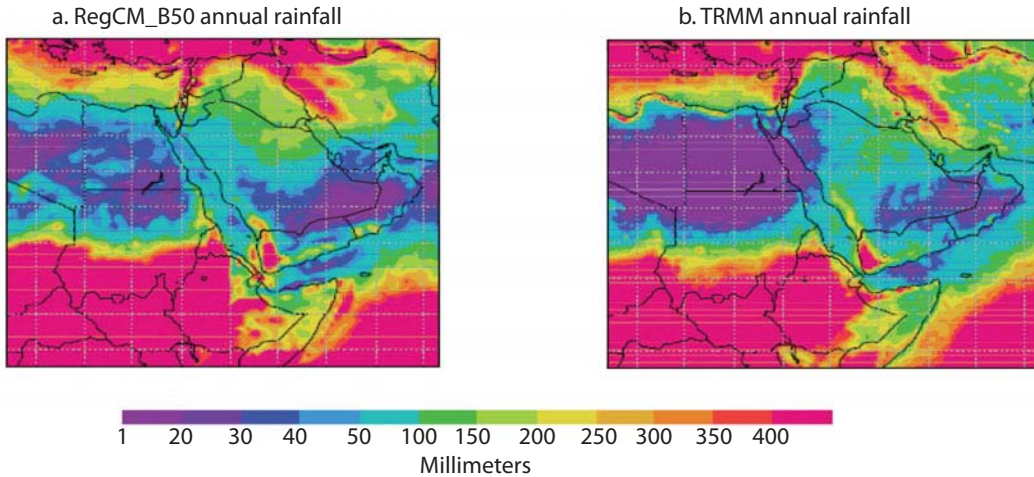 a. RegCM_B50 annual rainfall
b. TRMM annual rainfall
1 20 30 40 50 100 150 200 250 300 350 400
Millimeters